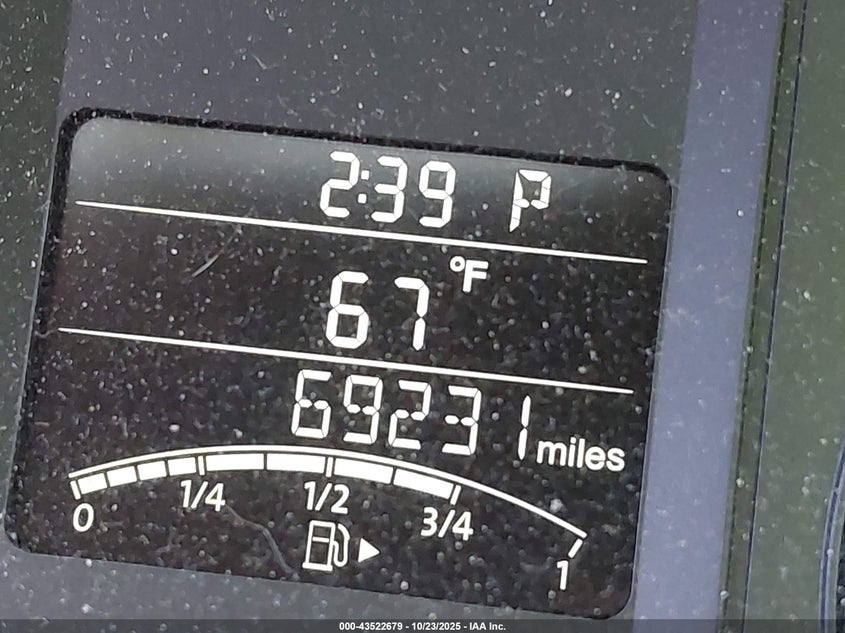 2:39 P
°F
67
69231 miles
0 1/4 1/2 3/4 1
000-43522679 - 10/23/2025 - IAA Inc.